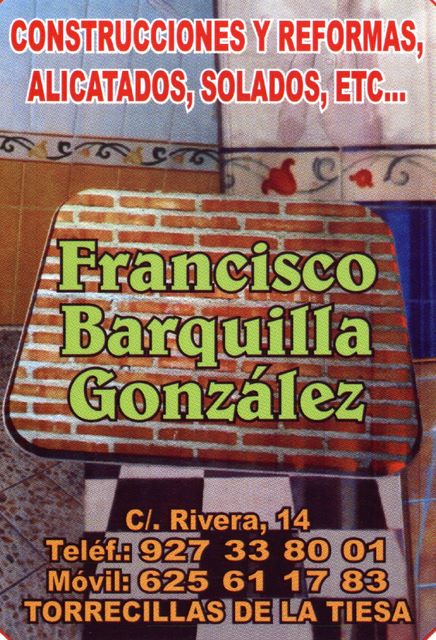 CONSTRUCCIONES Y REFORMAS,
ALICATADOS, SOLADOS, ETC...
Francisco
Barquilla
González
C/. Rivera, 14
Teléf.: 927 33 80 01
Móvil: 625 61 17 83
TORRECILLAS DE LA TIESA